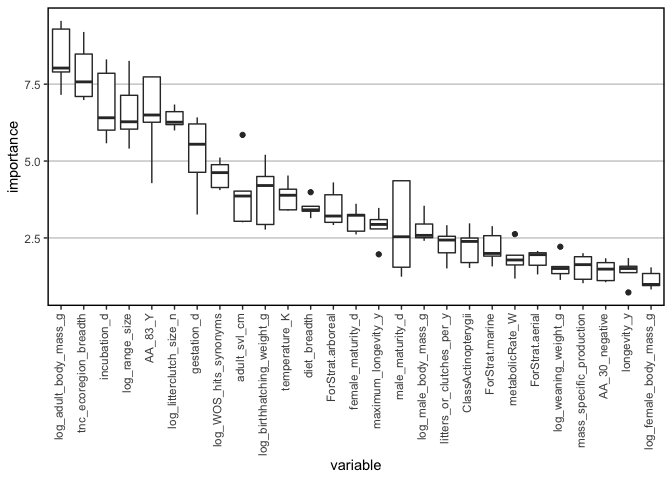 importance
7.5
5.0
2.5
log_adult_body_mass_g
tnc_ecoregion_breadth
incubation_d
log_range_size
AA_83_Y
log_litterclutch_size_n
gestation_d
log_WOS_hits_synonyms
adult_svl_cm
log_birthhatching_weight_g
temperature_K
diet_breadth
ForStrat.arboreal
female_maturity_d
maximum_longevity_y
male_maturity_d
log_male_body_mass_g
litters_or_clutches_per_y
ClassActinopterygii
ForStrat.marine
metabolicRate_W
ForStrat.aerial
log_weaning_weight_g
mass_specific_production
AA_30_negative
longevity_y
log_female_body_mass_g
variable